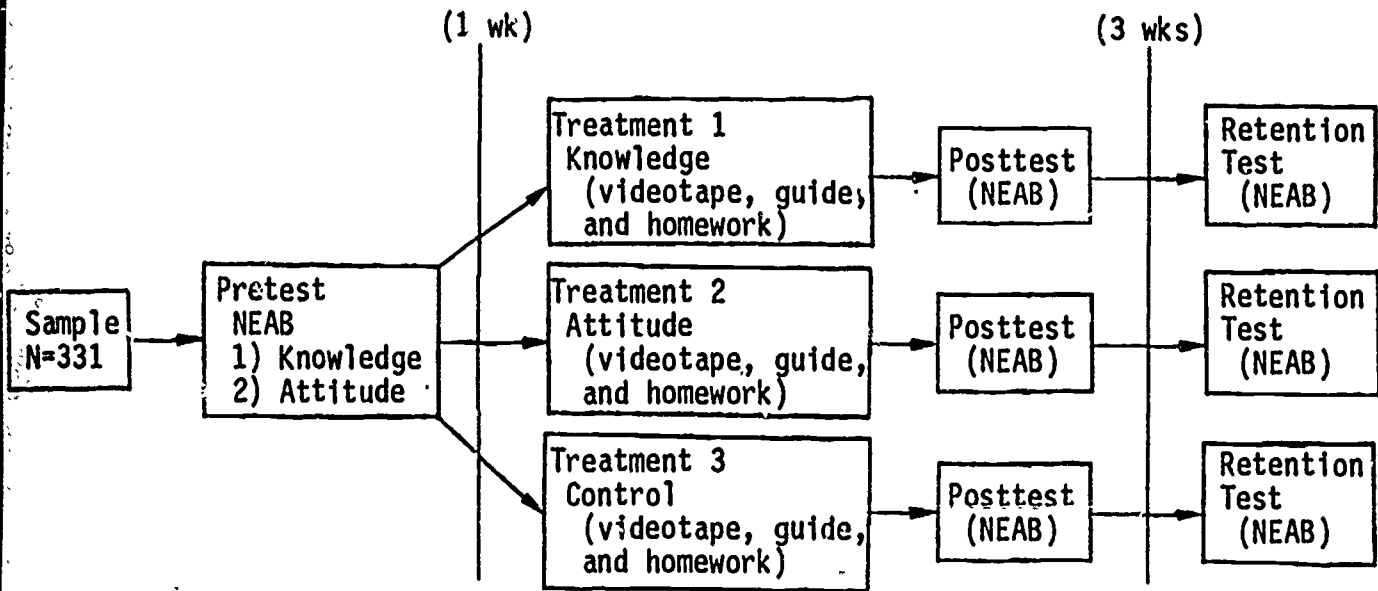 (1 wk)
(3 wks)
Sample
N=331
Pretest
NEAB
1) Knowledge
2) Attitude
Treatment 1
Knowledge
(videotape, guide,
and homework)
Posttest
(NEAB)
Retention
Test
(NEAB)
Treatment 2
Attitude
(videotape, guide,
and homework)
Posttest
(NEAB)
Retention
Test
(NEAB)
Treatment 3
Control
(videotape, guide,
and homework)
Posttest
(NEAB)
Retention
Test
(NEAB)